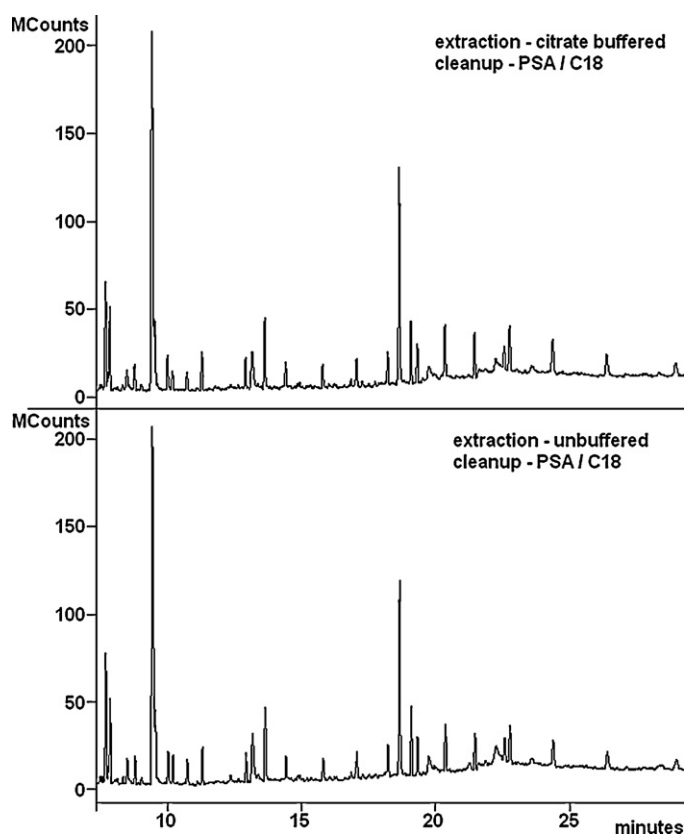 MCounts
200
150
100
50
0
extraction - citrate buffered
cleanup - PSA / C18
MCounts
200
150
100
50
0
extraction - unbuffered
cleanup - PSA / C18
10 15 20 25
minutes